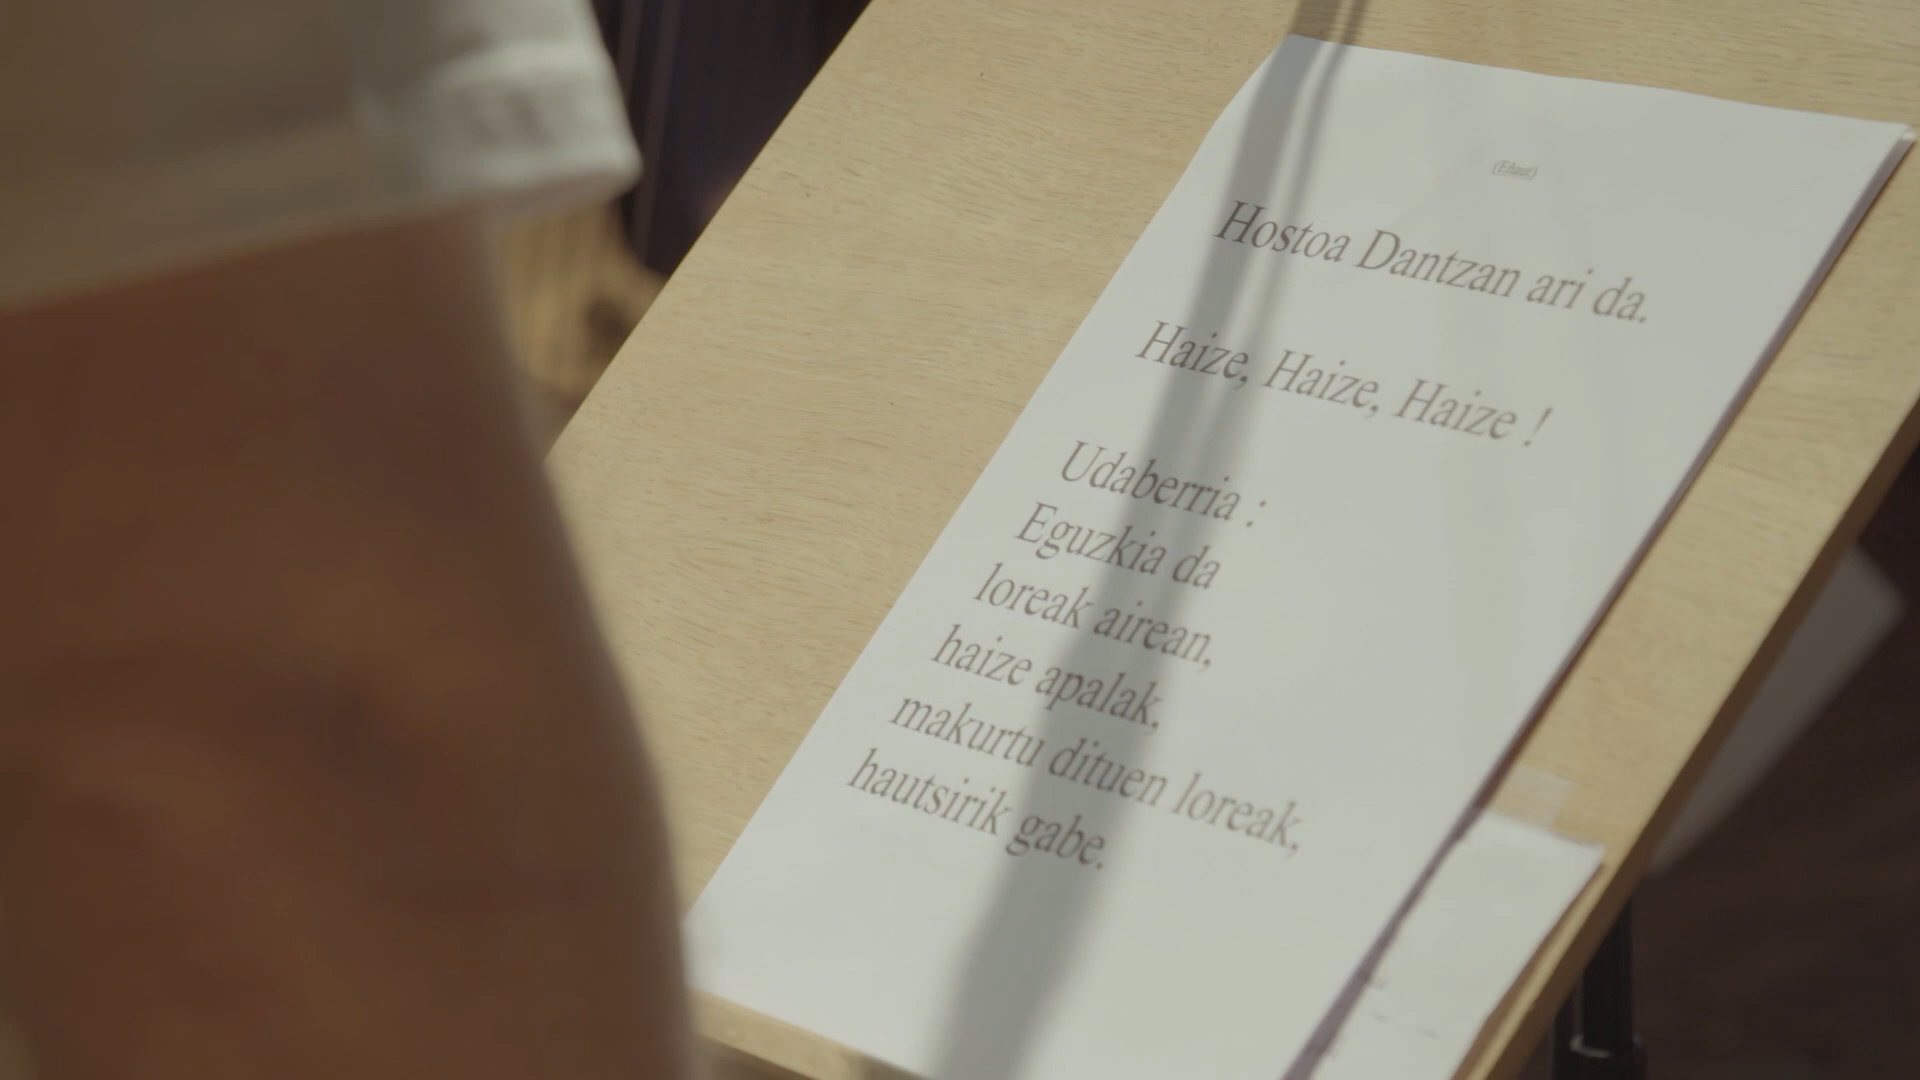 Hostoa Dantzan ari da.
Haize, Haize, Haize !
Udaberria :
Eguzkia da
loreak airean,
haize apalak,
makurtu dituen loreak,
hautsirik gabe.